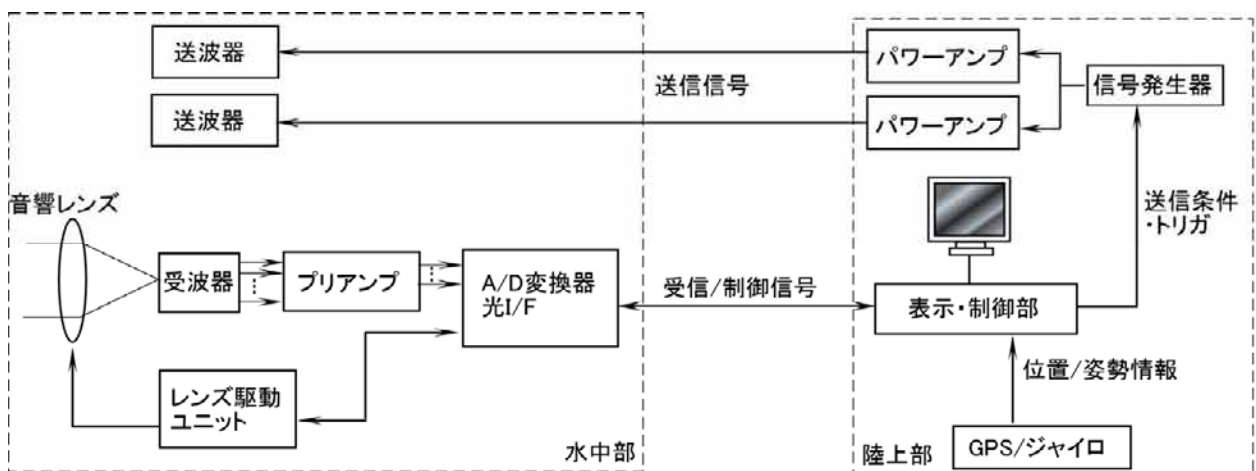 送波器
パワーアンプ
信号発生器
送信信号
送波器
パワーアンプ
音響レンズ
送信条件
・トリガ
受波器
プリアンプ
A/D変換器
光I/F
受信/制御信号
表示・制御部
レンズ駆動
ユニット
位置/姿勢情報
水中部
陸上部
GPS/ジャイロ